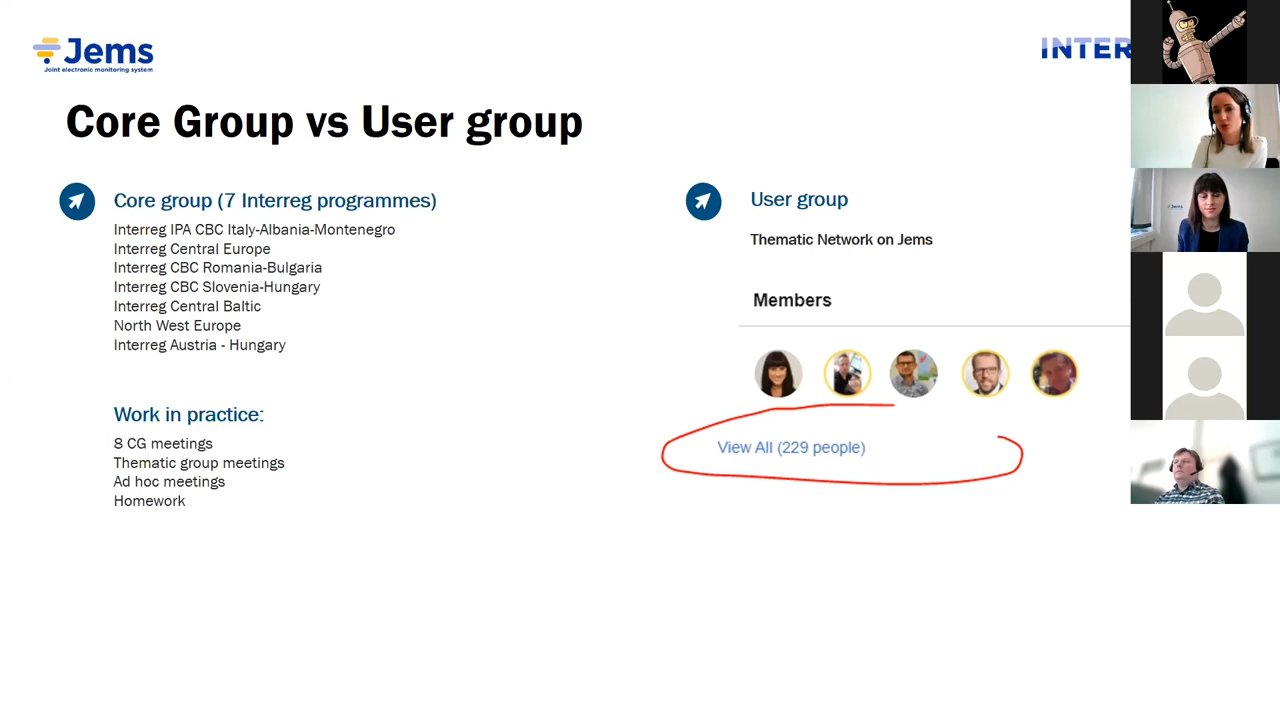 Jems
Joint electronic monitoring system
INTER
Core Group vs User group
Core group (7 Interreg programmes)
Interreg IPA CBC Italy-Albania-Montenegro
Interreg Central Europe
Interreg CBC Romania-Bulgaria
Interreg CBC Slovenia-Hungary
Interreg Central Baltic
North West Europe
Interreg Austria - Hungary
Work in practice:
8 CG meetings
Thematic group meetings
Ad hoc meetings
Homework
User group
Thematic Network on Jems
Members
View All (229 people)
Jems